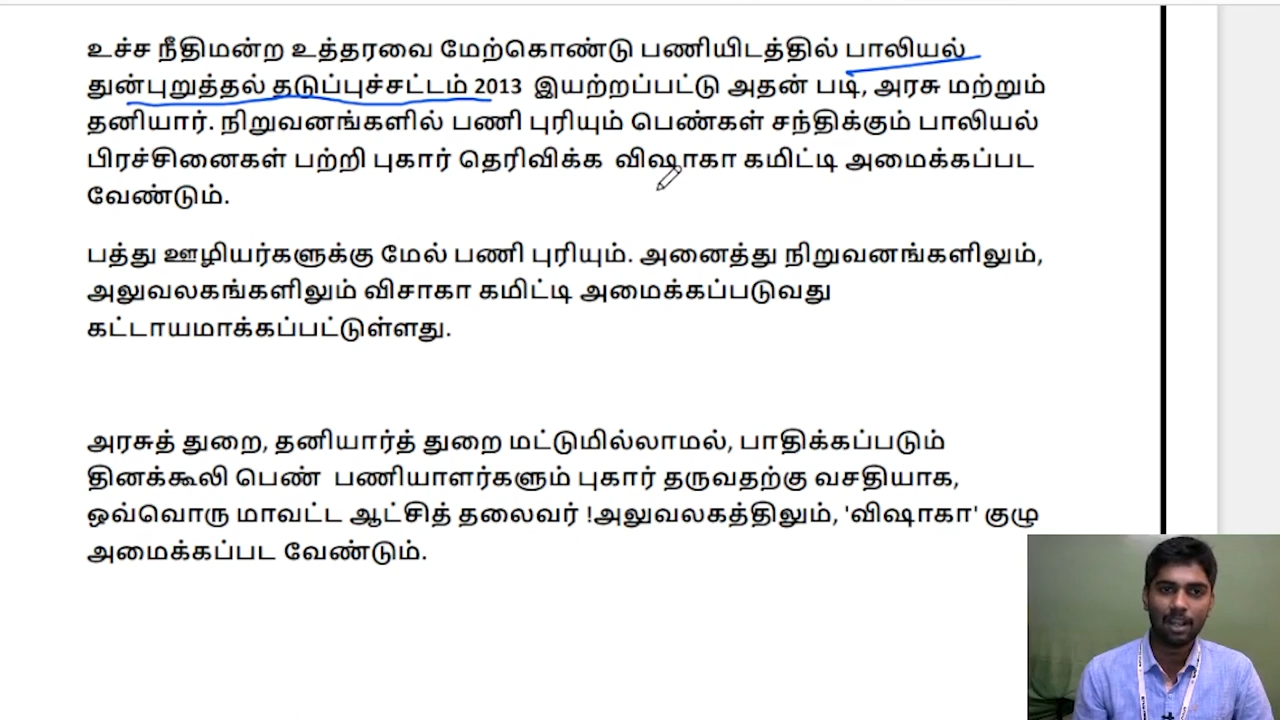 உச்ச நீதிமன்ற உத்தரவை மேற்கொண்டு பணியிடத்தில் பாலியல்
துன்புறுத்தல் தடுப்புச்சட்டம் 2013 இயற்றப்பட்டு அதன் படி, அரசு மற்றும்
தனியார். நிறுவனங்களில் பணி புரியும் பெண்கள் சந்திக்கும் பாலியல்
பிரச்சினைகள் பற்றி புகார் தெரிவிக்க விஷாகா கமிட்டி அமைக்கப்பட
வேண்டும்.
பத்து ஊழியர்களுக்கு மேல் பணி புரியும். அனைத்து நிறுவனங்களிலும்,
அலுவலகங்களிலும் விசாகா கமிட்டி அமைக்கப்படுவது
கட்டாயமாக்கப்பட்டுள்ளது.
அரசுத் துறை, தனியார்த் துறை மட்டுமில்லாமல், பாதிக்கப்படும்
தினக்கூலி பெண் பணியாளர்களும் புகார் தருவதற்கு வசதியாக,
ஒவ்வொரு மாவட்ட ஆட்சித் தலைவர் !அலுவலகத்திலும், 'விஷாகா' குழு
அமைக்கப்பட வேண்டும்.